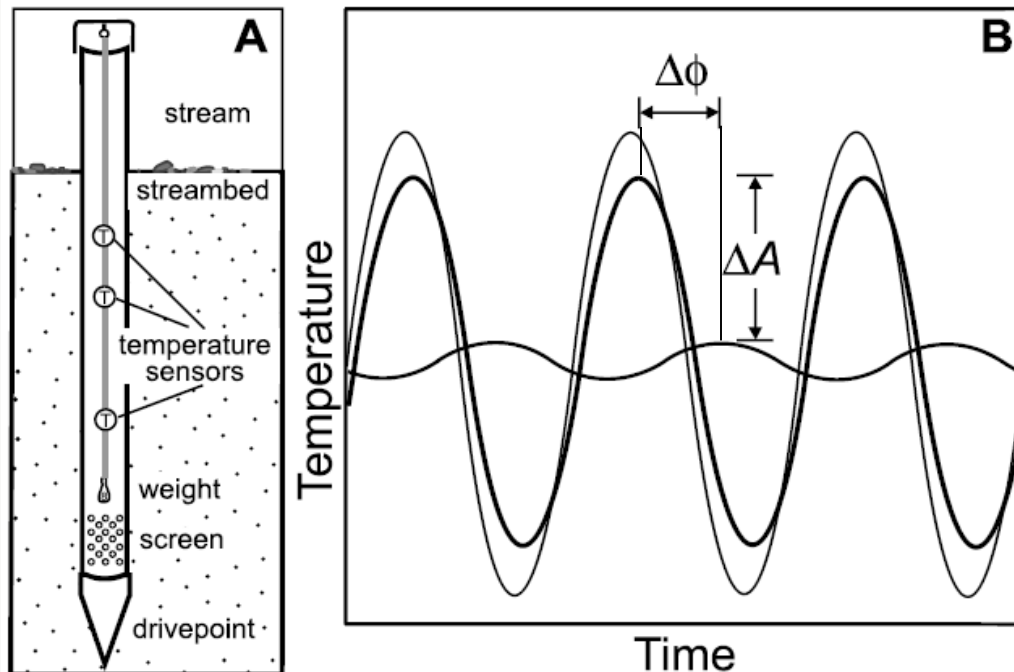 A
stream
streambed
T
T
temperature
sensors
T
weight
screen
drivepoint
B
Δϕ
ΔA
Temperature
Time